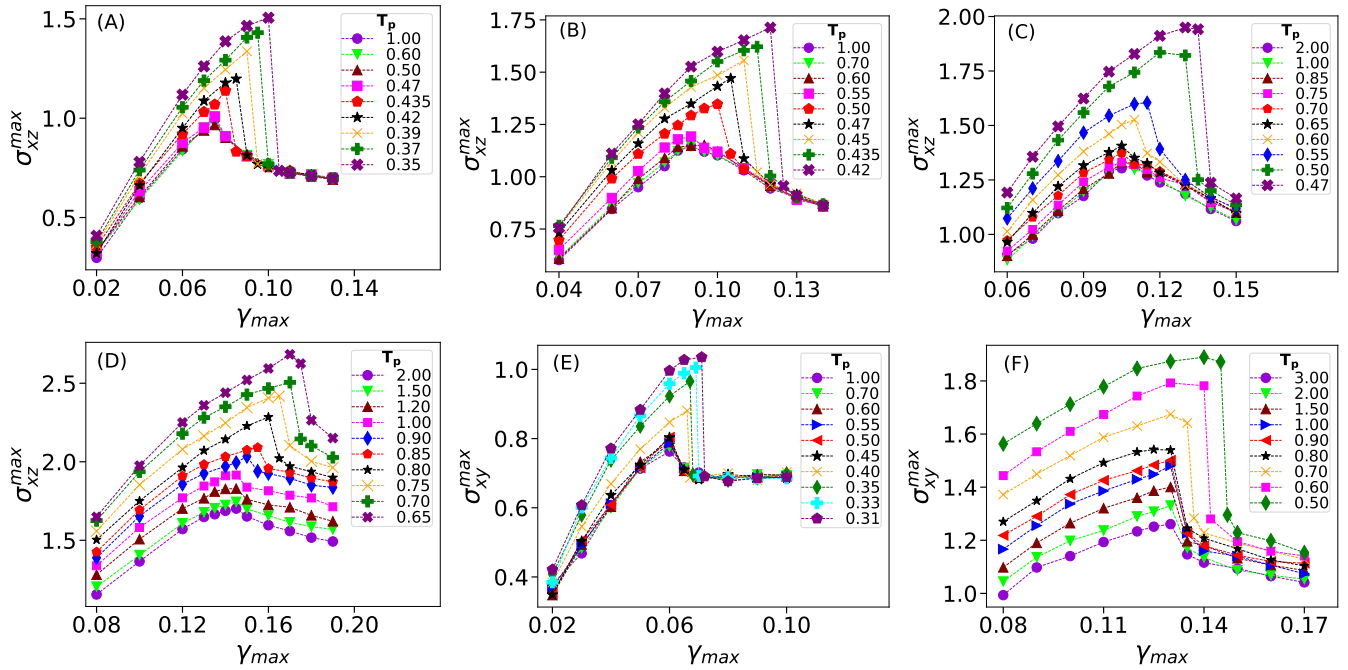 (A)
T_p
1.00
0.60
0.50
0.47
0.435
0.42
0.39
0.37
0.35
σ_xz^max
1.5
1.0
0.5
0.02 0.06 0.10 0.14
γ_max
(B)
T_p
1.00
0.70
0.60
0.55
0.50
0.47
0.45
0.435
0.42
σ_xz^max
1.75
1.50
1.25
1.00
0.75
0.04 0.07 0.10 0.13
γ_max
(C)
T_p
2.00
1.00
0.85
0.75
0.70
0.65
0.60
0.55
0.50
0.47
σ_xz^max
2.00
1.75
1.50
1.25
1.00
0.06 0.09 0.12 0.15
γ_max
(D)
T_p
2.00
1.50
1.20
1.00
0.90
0.85
0.80
0.75
0.70
0.65
σ_xz^max
2.5
2.0
1.5
0.08 0.12 0.16 0.20
γ_max
(E)
T_p
1.00
0.70
0.60
0.55
0.50
0.45
0.40
0.35
0.33
0.31
σ_xy^max
1.0
0.8
0.6
0.4
0.02 0.04 0.06 0.08 0.10
γ_max
(F)
T_p
3.00
2.00
1.50
1.00
0.90
0.80
0.70
0.60
0.50
σ_xy^max
1.8
1.6
1.4
1.2
1.0
0.08 0.11 0.14 0.17
γ_max